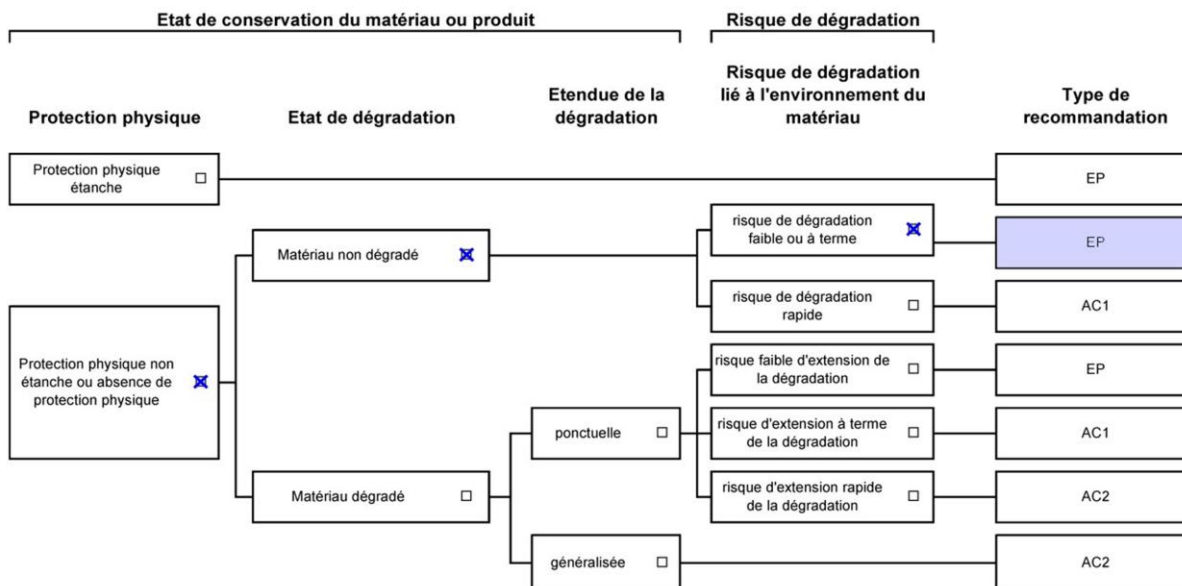 Etat de conservation du matériau ou produit
Risque de dégradation
Protection physique
Etat de dégradation
Etendue de la
dégradation
Risque de dégradation
lié à l'environnement du
matériau
Type de
recommandation
Protection physique
étanche
EP
risque de dégradation
faible ou à terme
EP
Matériau non dégradé
risque de dégradation
rapide
AC1
Protection physique non
étanche ou absence de
protection physique
risque faible d'extension de
la dégradation
EP
ponctuelle
risque d'extension à terme
de la dégradation
AC1
Matériau dégradé
risque d'extension rapide
de la dégradation
AC2
généralisée
AC2